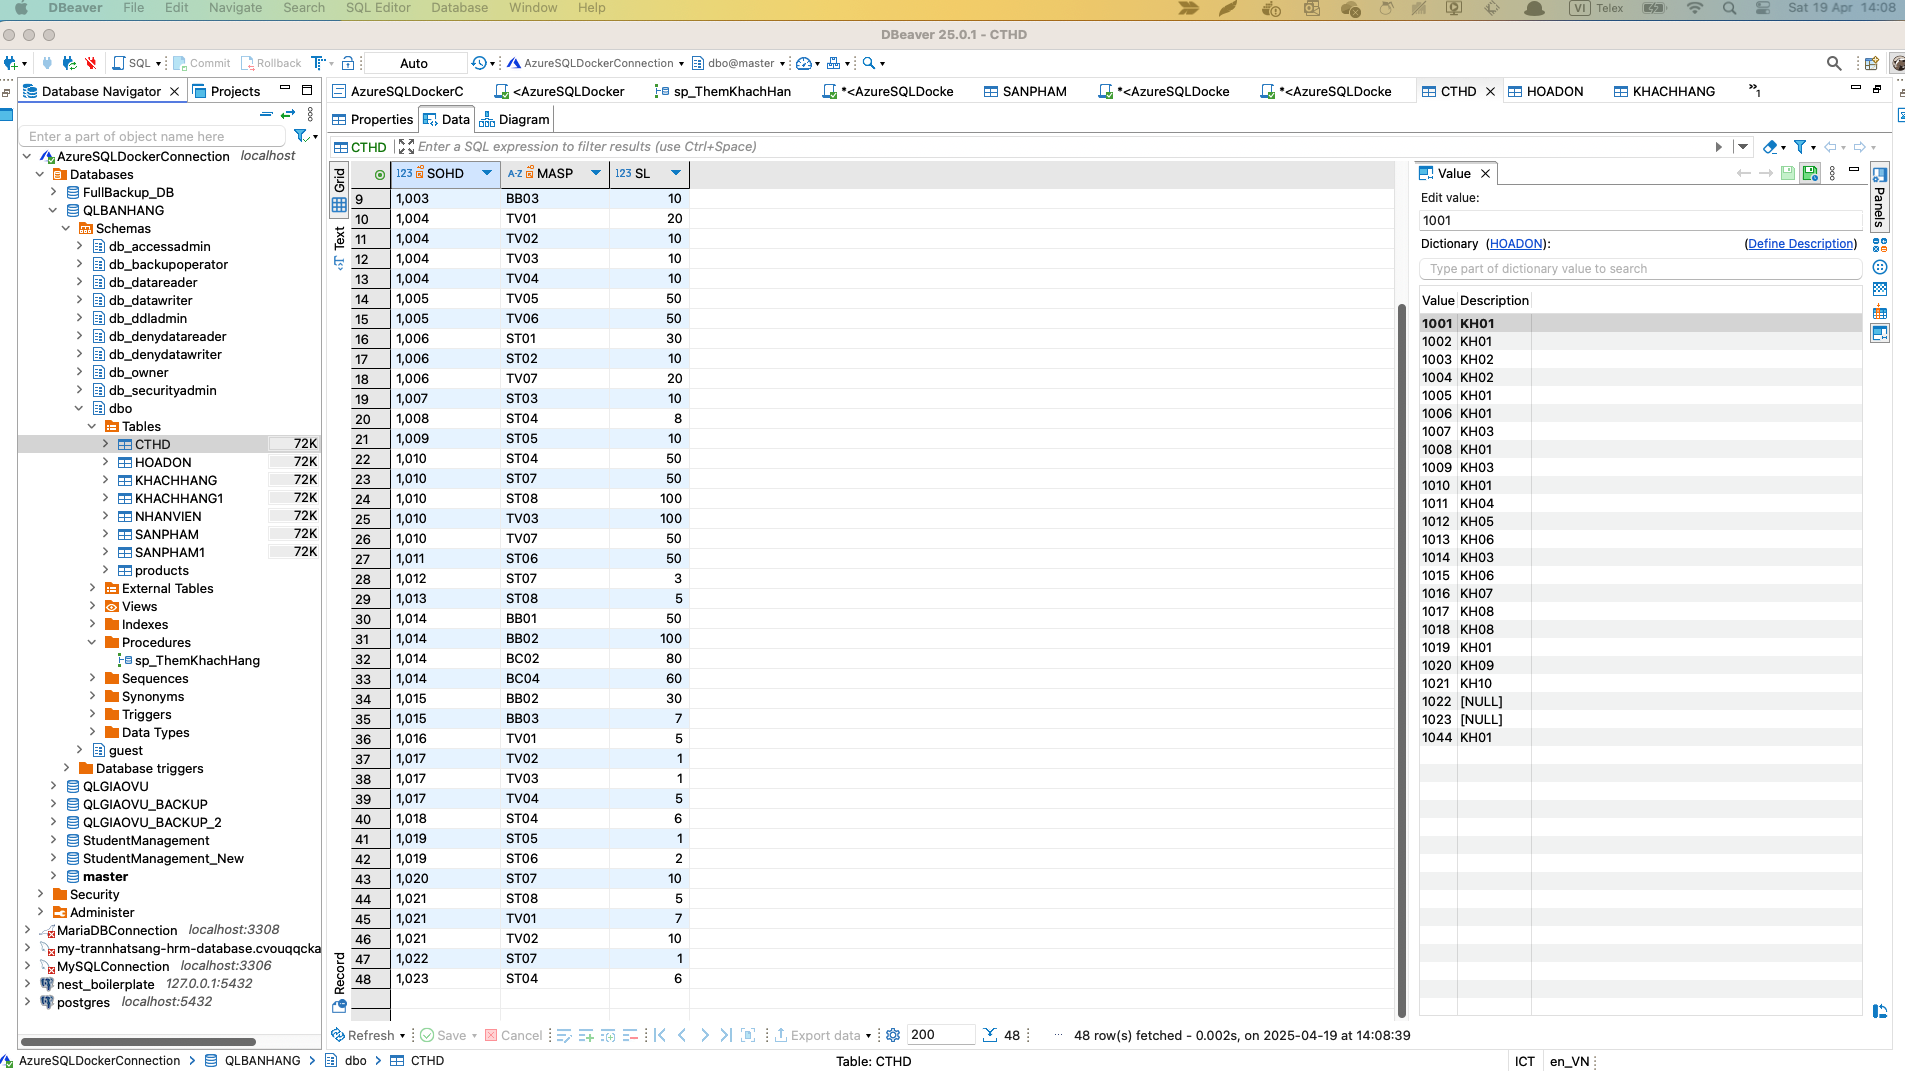 DBeaver File Edit Navigate Search SQL Editor Database Window Help VI Telex Sat 19 Apr 14:08
DBeaver 25.0.1 - CTHD
SQL Commit Rollback T Auto AzureSQLDockerConnection dbo@master
Database Navigator Projects
AzureSQLDockerC <AzureSQLDocker sp_ThemKhachHan *<AzureSQLDocke SANPHAM *<AzureSQLDocke *<AzureSQLDocke CTHD HOADON KHACHHANG »1
Enter a part of object name here
AzureSQLDockerConnection localhost
Databases
FullBackup_DB
QLBANHANG
Schemas
db_accessadmin
db_backupoperator
db_datareader
db_datawriter
db_ddladmin
db_denydatareader
db_denydatawriter
db_owner
db_securityadmin
dbo
Tables
CTHD 72K
HOADON 72K
KHACHHANG 72K
KHACHHANG1 72K
NHANVIEN 72K
SANPHAM 72K
SANPHAM1 72K
products
External Tables
Views
Indexes
Procedures
sp_ThemKhachHang
Sequences
Synonyms
Triggers
Data Types
guest
Database triggers
QLGIAOVU
QLGIAOVU_BACKUP
QLGIAOVU_BACKUP_2
StudentManagement
StudentManagement_New
master
Security
Administer
MariaDBConnection localhost:3308
my-trannhatsang-hrm-database.cvouqqcka
MySQLConnection localhost:3306
nest_boilerplate 127.0.0.1:5432
postgres localhost:5432
Properties Data Diagram
CTHD Enter a SQL expression to filter results (use Ctrl+Space)
Grid
Text
Record
123 SOHD A-Z MASP 123 SL
9 1,003 BB03 10
10 1,004 TV01 20
11 1,004 TV02 10
12 1,004 TV03 10
13 1,004 TV04 10
14 1,005 TV05 50
15 1,005 TV06 50
16 1,006 ST01 30
17 1,006 ST02 10
18 1,006 TV07 20
19 1,007 ST03 10
20 1,008 ST04 8
21 1,009 ST05 10
22 1,010 ST04 50
23 1,010 ST07 50
24 1,010 ST08 100
25 1,010 TV03 100
26 1,010 TV07 50
27 1,011 ST06 50
28 1,012 ST07 3
29 1,013 ST08 5
30 1,014 BB01 50
31 1,014 BB02 100
32 1,014 BC02 80
33 1,014 BC04 60
34 1,015 BB02 30
35 1,015 BB03 7
36 1,016 TV01 5
37 1,017 TV02 1
38 1,017 TV03 1
39 1,017 TV04 5
40 1,018 ST04 6
41 1,019 ST05 1
42 1,019 ST06 2
43 1,020 ST07 10
44 1,021 ST08 5
45 1,021 TV01 7
46 1,021 TV02 10
47 1,022 ST07 1
48 1,023 ST04 6
Value
Edit value:
1001
Dictionary (HOADON): (Define Description)
Type part of dictionary value to search
Value Description
1001 KH01
1002 KH01
1003 KH02
1004 KH02
1005 KH01
1006 KH01
1007 KH03
1008 KH01
1009 KH03
1010 KH01
1011 KH04
1012 KH05
1013 KH06
1014 KH03
1015 KH06
1016 KH07
1017 KH08
1018 KH08
1019 KH01
1020 KH09
1021 KH10
1022 [NULL]
1023 [NULL]
1044 KH01
Panels
Refresh Save Cancel Export data 200 48 48 row(s) fetched - 0.002s, on 2025-04-19 at 14:08:39
AzureSQLDockerConnection QLBANHANG dbo CTHD Table: CTHD ICT en_VN